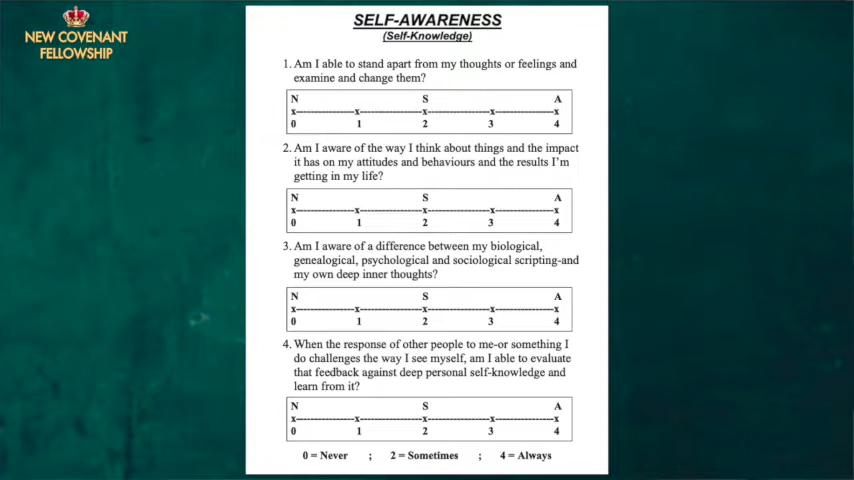 NEW COVENANT
FELLOWSHIP
SELF-AWARENESS
(Self-Knowledge)
1. Am I able to stand apart from my thoughts or feelings and
examine and change them?
N S A
x-----------------x------------------x------------------x-----------------x
0 1 2 3 4
2. Am I aware of the way I think about things and the impact
it has on my attitudes and behaviours and the results I'm
getting in my life?
N S A
x-----------------x------------------x------------------x-----------------x
0 1 2 3 4
3. Am I aware of a difference between my biological,
genealogical, psychological and sociological scripting-and
my own deep inner thoughts?
N S A
x-----------------x------------------x------------------x-----------------x
0 1 2 3 4
4. When the response of other people to me-or something I
do challenges the way I see myself, am I able to evaluate
that feedback against deep personal self-knowledge and
learn from it?
N S A
x-----------------x------------------x------------------x-----------------x
0 1 2 3 4
0 = Never ; 2 = Sometimes ; 4 = Always